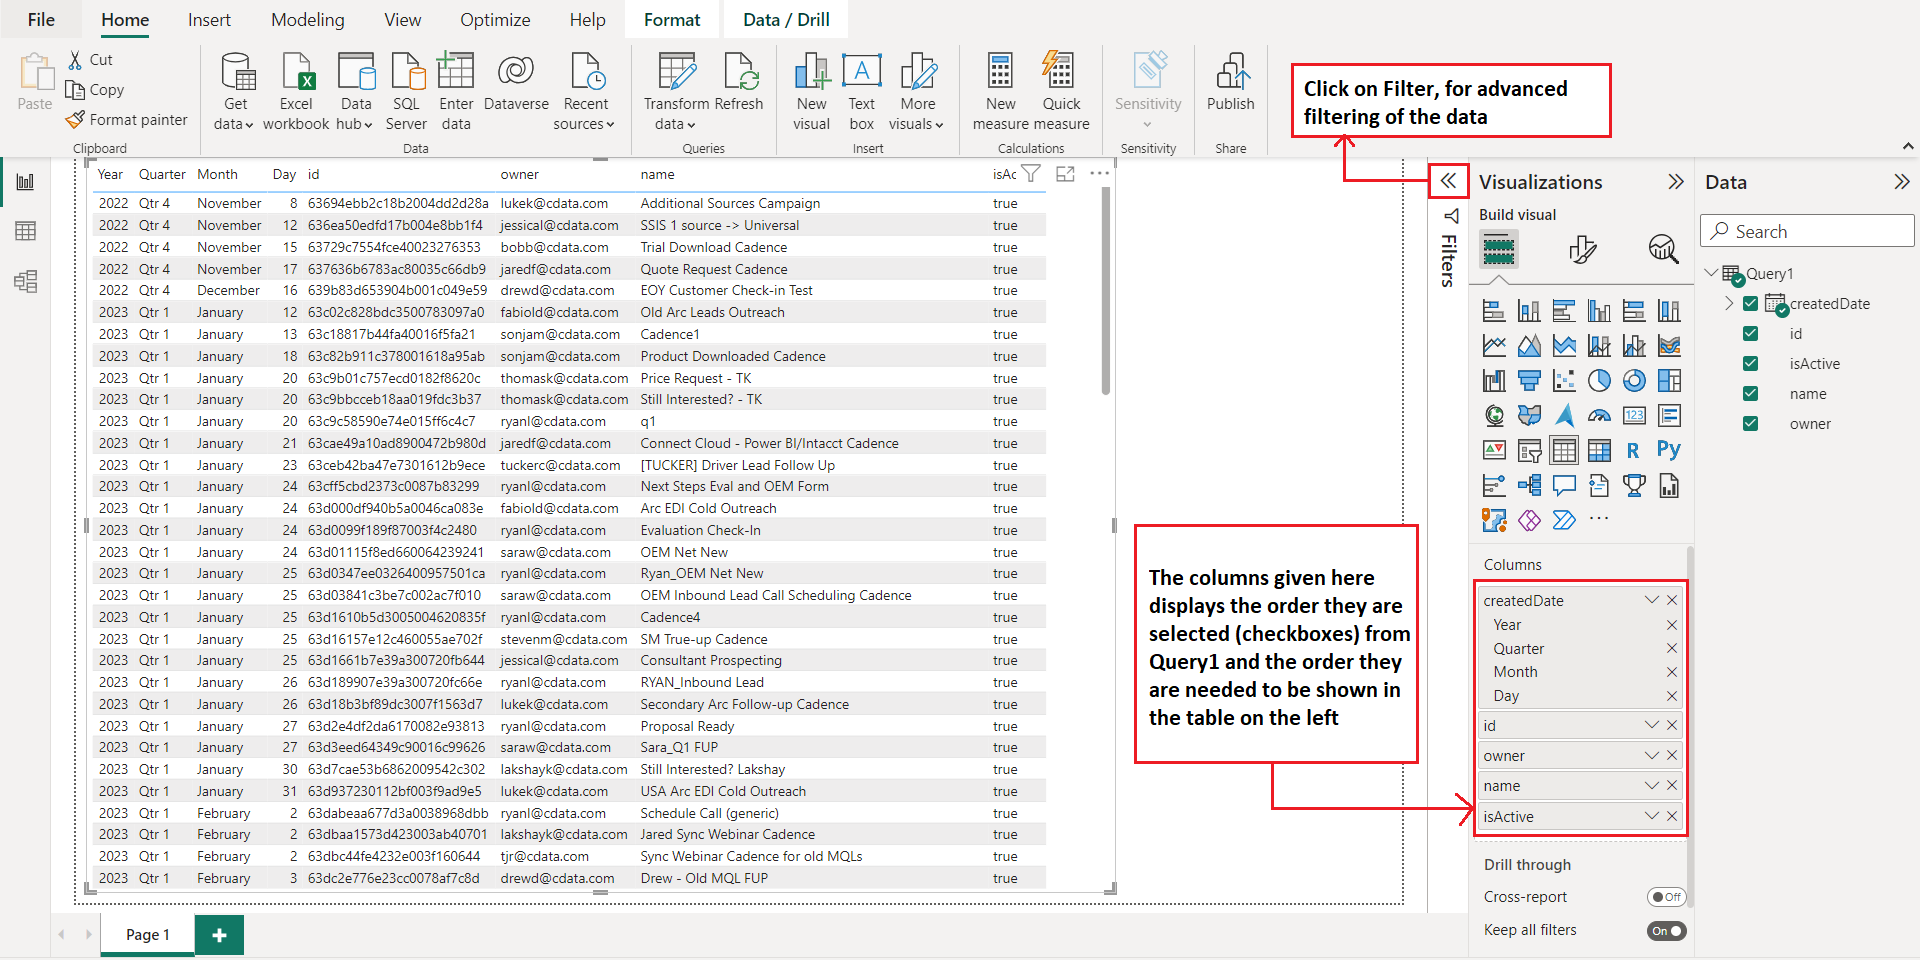 File Home Insert Modeling View Optimize Help Format Data / Drill
Paste
Cut
Copy
Format painter
Clipboard
Get data
Excel workbook
Data hub
SQL Server
Enter data
Dataverse
Recent sources
Data
Transform data
Refresh
Queries
New visual
Text box
More visuals
Insert
New measure
Quick measure
Calculations
Sensitivity
Sensitivity
Publish
Share
Click on Filter, for advanced
filtering of the data
Year Quarter Month Day id owner name isAc
2022 Qtr 4 November 8 63694ebb2c18b2004dd2d28a lukek@cdata.com Additional Sources Campaign true
2022 Qtr 4 November 12 636ea50edfd17b004e8bb1f4 jessical@cdata.com SSIS 1 source -> Universal true
2022 Qtr 4 November 15 63729c7554fce40023276353 bobb@cdata.com Trial Download Cadence true
2022 Qtr 4 November 17 637636b6783ac80035c66db9 jaredf@cdata.com Quote Request Cadence true
2022 Qtr 4 December 16 639b83d653904b001c049e59 drewd@cdata.com EOY Customer Check-in Test true
2023 Qtr 1 January 12 63c02c828bdc3500783097a0 fabiold@cdata.com Old Arc Leads Outreach true
2023 Qtr 1 January 13 63c18817b44fa40016f5fa21 sonjam@cdata.com Cadence1 true
2023 Qtr 1 January 18 63c82b911c378001618a95ab sonjam@cdata.com Product Downloaded Cadence true
2023 Qtr 1 January 20 63c9b01c757ecd0182f8620c thomask@cdata.com Price Request - TK true
2023 Qtr 1 January 20 63c9bbcceb18aa019fdc3b37 thomask@cdata.com Still Interested? - TK true
2023 Qtr 1 January 20 63c9c58590e74e015ff6c4c7 ryanl@cdata.com q1 true
2023 Qtr 1 January 21 63cae49a10ad8900472b980d jaredf@cdata.com Connect Cloud - Power BI/Intacct Cadence true
2023 Qtr 1 January 23 63ceb42ba47e7301612b9ece tuckerc@cdata.com [TUCKER] Driver Lead Follow Up true
2023 Qtr 1 January 24 63cff5cbd2373c0087b83299 ryanl@cdata.com Next Steps Eval and OEM Form true
2023 Qtr 1 January 24 63d000df940b5a0046ca083e fabiold@cdata.com Arc EDI Cold Outreach true
2023 Qtr 1 January 24 63d0099f189f87003f4c2480 ryanl@cdata.com Evaluation Check-In true
2023 Qtr 1 January 24 63d01115f8ed660064239241 saraw@cdata.com OEM Net New true
2023 Qtr 1 January 25 63d0347ee0326400957501ca ryanl@cdata.com Ryan_OEM Net New true
2023 Qtr 1 January 25 63d03841c3be7c002ac7f010 saraw@cdata.com OEM Inbound Lead Call Scheduling Cadence true
2023 Qtr 1 January 25 63d1610b5d3005004620835f ryanl@cdata.com Cadence4 true
2023 Qtr 1 January 25 63d16157e12c460055ae702f stevenm@cdata.com SM True-up Cadence true
2023 Qtr 1 January 25 63d1661b7e39a300720fb644 jessical@cdata.com Consultant Prospecting true
2023 Qtr 1 January 26 63d189907e39a300720fc66e ryanl@cdata.com RYAN_Inbound Lead true
2023 Qtr 1 January 26 63d18b3bf89dc3007f1563d7 lukek@cdata.com Secondary Arc Follow-up Cadence true
2023 Qtr 1 January 27 63d2e4df2da6170082e93813 ryanl@cdata.com Proposal Ready true
2023 Qtr 1 January 27 63d3eed64349c90016c99626 saraw@cdata.com Sara_Q1 FUP true
2023 Qtr 1 January 30 63d7cae53b6862009542c302 lakshayk@cdata.com Still Interested? Lakshay true
2023 Qtr 1 January 31 63d937230112bf003f9ad9e5 lukek@cdata.com USA Arc EDI Cold Outreach true
2023 Qtr 1 February 2 63dabeaa677d3a0038968dbb ryanl@cdata.com Schedule Call (generic) true
2023 Qtr 1 February 2 63dbaa1573d423003ab40701 lakshayk@cdata.com Jared Sync Webinar Cadence true
2023 Qtr 1 February 2 63dbc44fe4232e003f160644 tjr@cdata.com Sync Webinar Cadence for old MQLs true
2023 Qtr 1 February 3 63dc2e776e23cc0078af7c8d drewd@cdata.com Drew - Old MQL FUP true
The columns given here
displays the order they are
selected (checkboxes) from
Query1 and the order they
are needed to be shown in
the table on the left
Filters
Visualizations
Build visual
123
R
Py
Columns
createdDate
Year
Quarter
Month
Day
id
owner
name
isActive
Drill through
Cross-report Off
Keep all filters On
Data
Search
Query1
createdDate
id
isActive
name
owner
Page 1